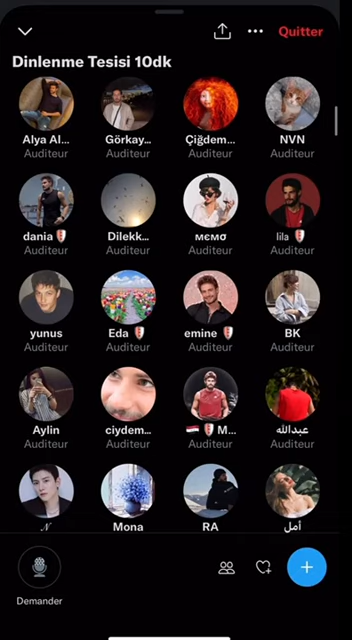 Quitter
Dinlenme Tesisi 10dk
Alya Al... Görkay... Çiğdem... NVN
Auditeur Auditeur Auditeur Auditeur
dania Dilekk... мємσ lila
Auditeur Auditeur Auditeur Auditeur
yunus Eda emine BK
Auditeur Auditeur Auditeur Auditeur
Aylin ciydem... M... عبدالله
Auditeur Auditeur Auditeur Auditeur
𝒩 Mona RA أمل
Demander